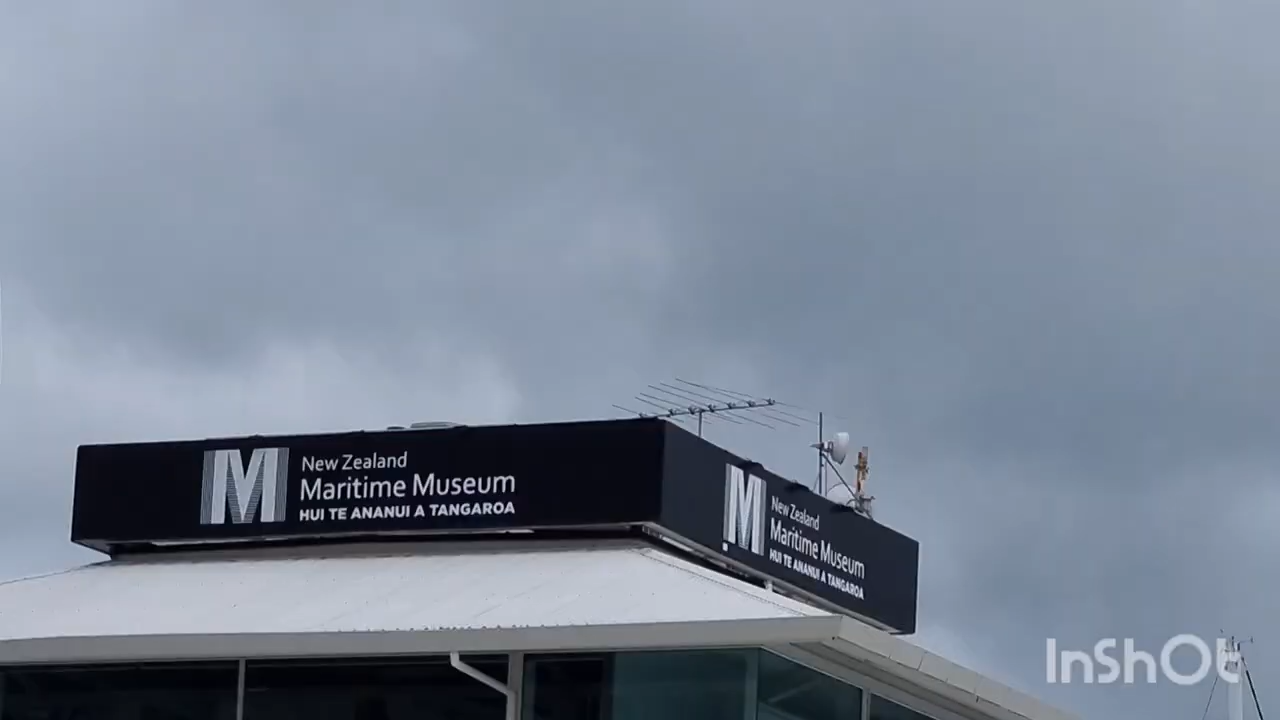 M
New Zealand
Maritime Museum
HUI TE ANANUI A TANGAROA
M
New Zealand
Maritime Museum
HUI TE ANANUI A TANGAROA
InShOt